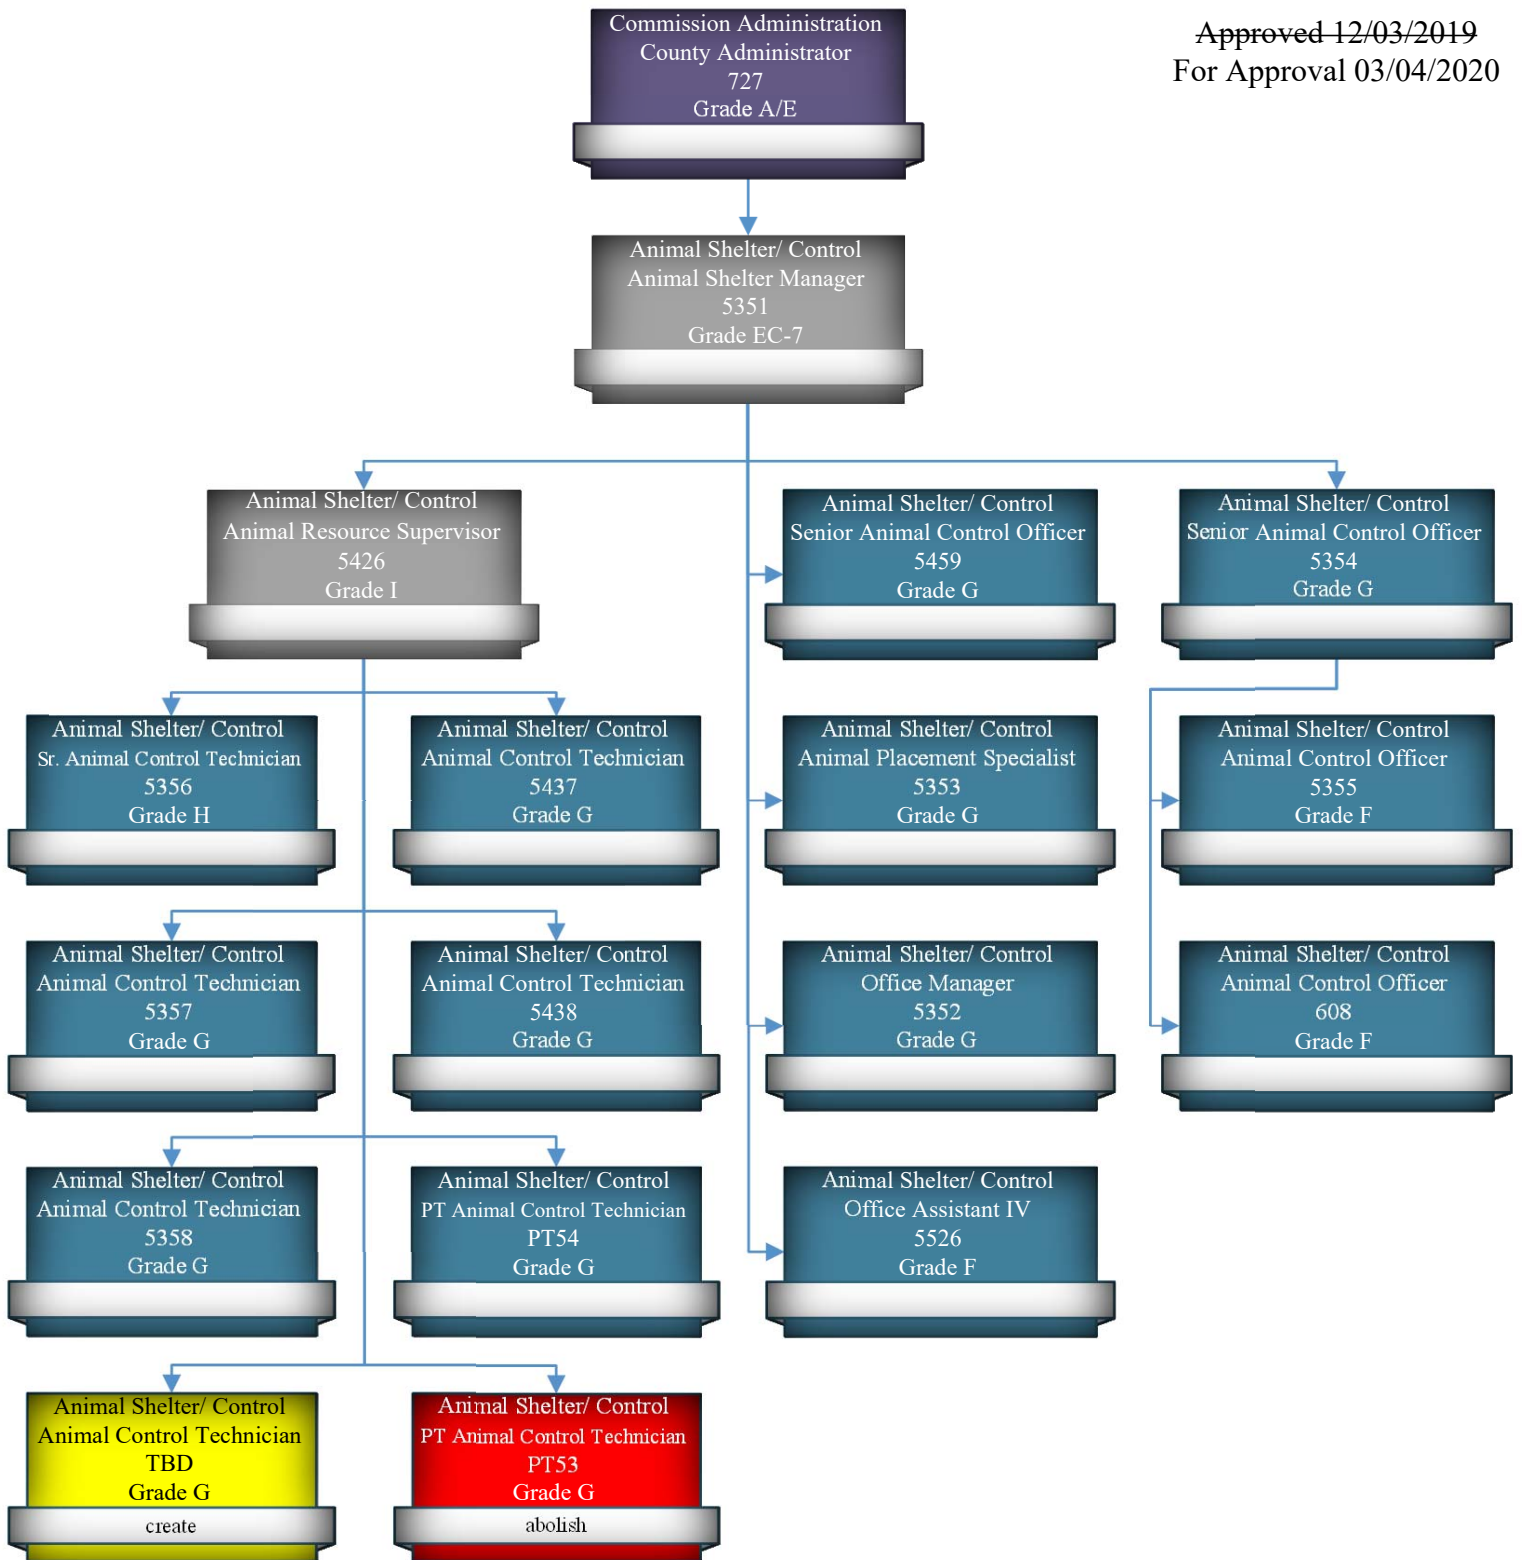 Commission Administration
County Administrator
727
Grade A/E
Approved 12/03/2019
For Approval 03/04/2020
Animal Shelter/ Control
Animal Shelter Manager
5351
Grade EC-7
Animal Shelter/ Control
Animal Resource Supervisor
5426
Grade I
Animal Shelter/ Control
Senior Animal Control Officer
5459
Grade G
Animal Shelter/ Control
Senior Animal Control Officer
5354
Grade G
Animal Shelter/ Control
Sr. Animal Control Technician
5356
Grade H
Animal Shelter/ Control
Animal Control Technician
5437
Grade G
Animal Shelter/ Control
Animal Placement Specialist
5353
Grade G
Animal Shelter/ Control
Animal Control Officer
5355
Grade F
Animal Shelter/ Control
Animal Control Technician
5357
Grade G
Animal Shelter/ Control
Animal Control Technician
5438
Grade G
Animal Shelter/ Control
Office Manager
5352
Grade G
Animal Shelter/ Control
Animal Control Officer
608
Grade F
Animal Shelter/ Control
Animal Control Technician
5358
Grade G
Animal Shelter/ Control
PT Animal Control Technician
PT54
Grade G
Animal Shelter/ Control
Office Assistant IV
5526
Grade F
Animal Shelter/ Control
Animal Control Technician
TBD
Grade G
create
Animal Shelter/ Control
PT Animal Control Technician
PT53
Grade G
abolish